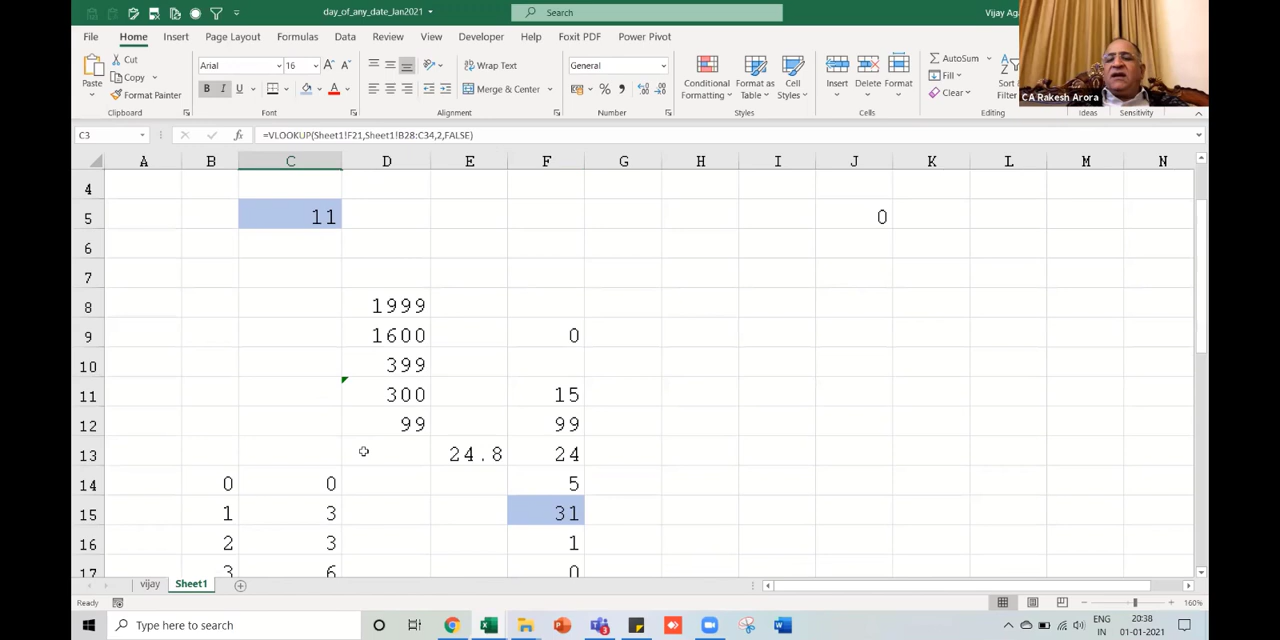 day_of_any_date_Jan2021
Search
Vijay Aga
File Home Insert Page Layout Formulas Data Review View Developer Help Foxit PDF Power Pivot
Cut
Copy
Format Painter
Paste
Clipboard
Arial 16
B I U
Font
Wrap Text
Merge & Center
Alignment
General
Number
Conditional Formatting
Format as Table
Cell Styles
Styles
Insert Delete Format
Cells
AutoSum
Fill
Clear
Sort
Editing
Ideas
Sensitivity
CA Rakesh Arora
C3 fx =VLOOKUP(Sheet1!F21,Sheet1!B28:C34,2,FALSE)
A B C D E F G H I J K L M N
4
5 11 0
6
7
8 1999
9 1600 0
10 399
11 300 15
12 99 99
13 24.8 24
14 0 0 5
15 1 3 31
16 2 3 1
17 3 6 0
vijay Sheet1
Ready 160%
Type here to search
ENG IN
20:38
01-01-2021